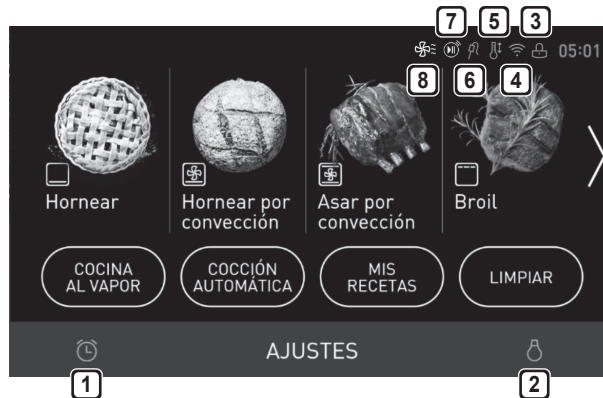 7 5 3
05:01
8 6 4
Hornear
Hornear por
convección
Asar por
convección
Broil
COCINA
AL VAPOR
COCCIÓN
AUTOMÁTICA
MIS
RECETAS
LIMPIAR
AJUSTES
1 2